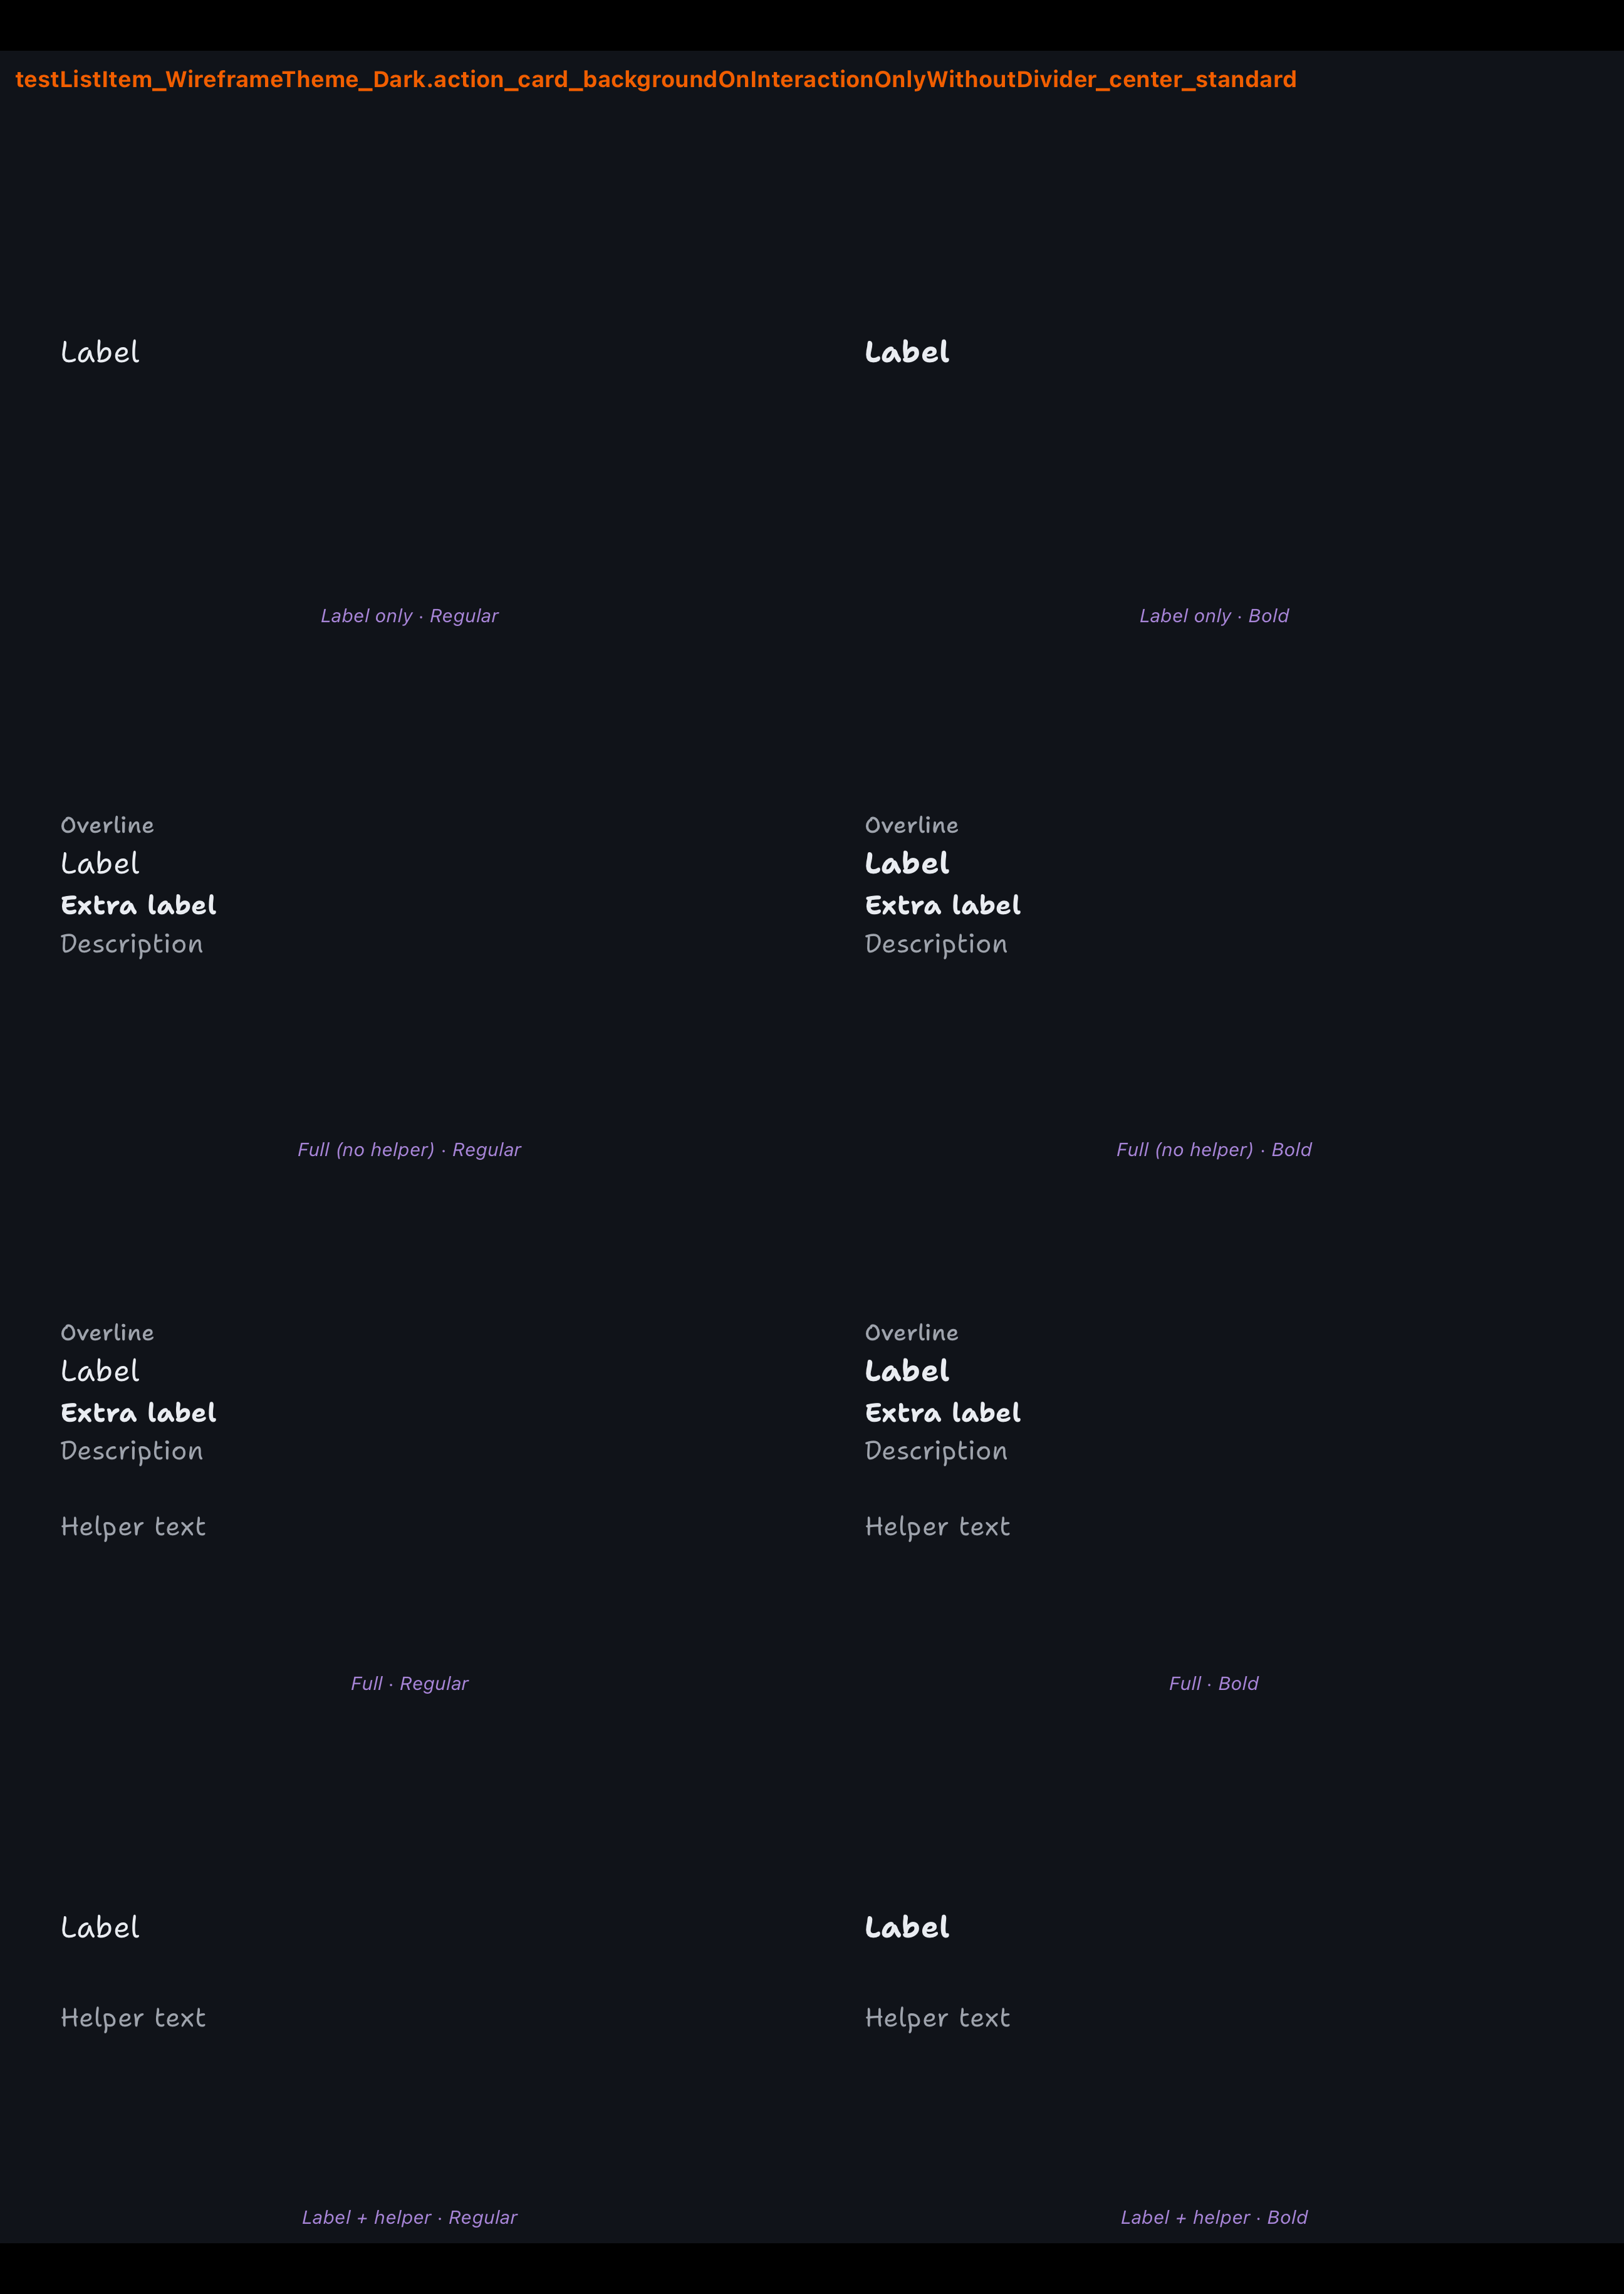 testListItem_WireframeTheme_Dark.action_card_backgroundOnInteractionOnlyWithoutDivider_center_standard
Label
Label
Label only · Regular
Label only · Bold
Overline
Label
Extra label
Description
Overline
Label
Extra label
Description
Full (no helper) · Regular
Full (no helper) · Bold
Overline
Label
Extra label
Description
Helper text
Overline
Label
Extra label
Description
Helper text
Full · Regular
Full · Bold
Label
Helper text
Label
Helper text
Label + helper · Regular
Label + helper · Bold